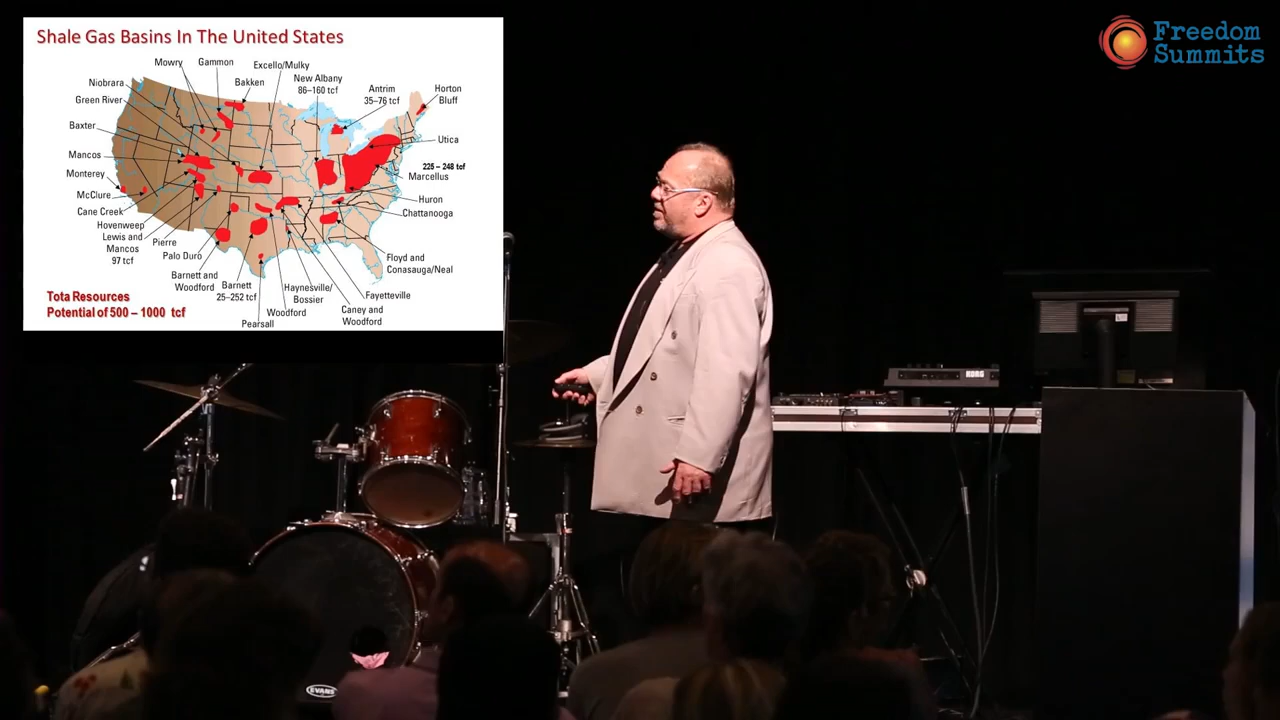 Shale Gas Basins In The United States
Mowry
Gammon
Excello/Mulky
Niobrara
Bakken
New Albany
86–160 tcf
Antrim
35–76 tcf
Horton
Bluff
Green River
Baxter
Utica
Mancos
225 – 248 tcf
Marcellus
Monterey
McClure
Huron
Cane Creek
Chattanooga
Hovenweep
Lewis and
Mancos
97 tcf
Pierre
Palo Duro
Floyd and
Conasauga/Neal
Barnett and
Woodford
Barnett
25–252 tcf
Haynesville/
Bossier
Fayetteville
Woodford
Caney and
Woodford
Pearsall
Tota Resources
Potential of 500 – 1000 tcf
Freedom
Summits
KORG
EVANS